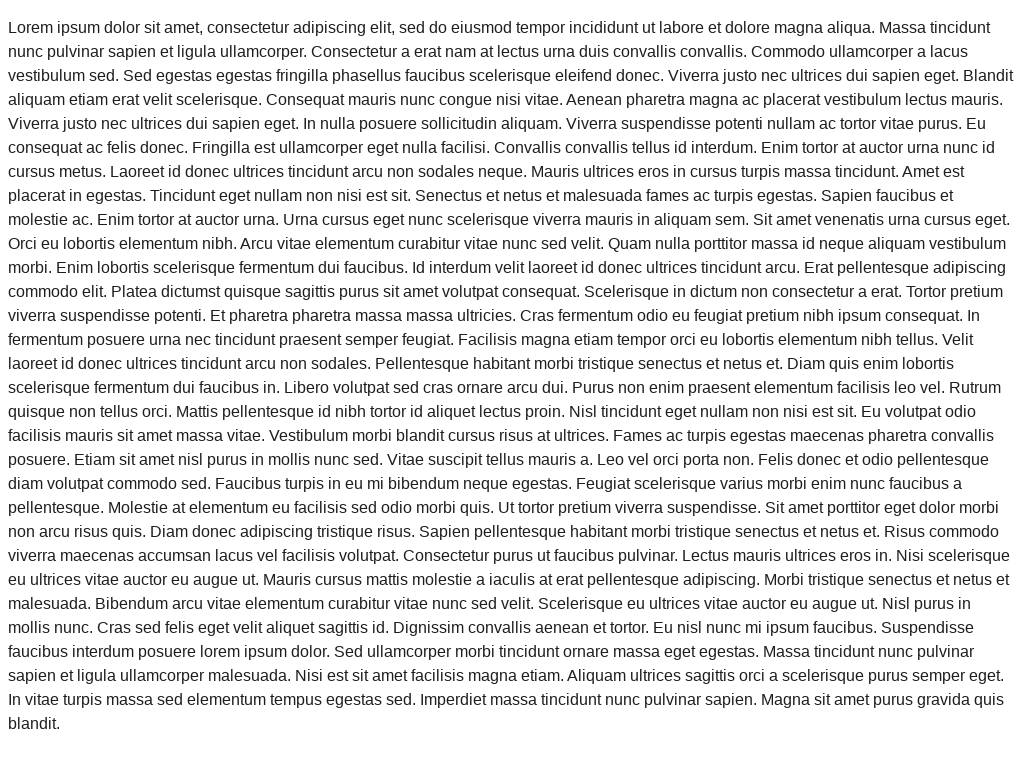 Lorem ipsum dolor sit amet, consectetur adipiscing elit, sed do eiusmod tempor incididunt ut labore et dolore magna aliqua. Massa tincidunt
nunc pulvinar sapien et ligula ullamcorper. Consectetur a erat nam at lectus urna duis convallis convallis. Commodo ullamcorper a lacus
vestibulum sed. Sed egestas egestas fringilla phasellus faucibus scelerisque eleifend donec. Viverra justo nec ultrices dui sapien eget. Blandit
aliquam etiam erat velit scelerisque. Consequat mauris nunc congue nisi vitae. Aenean pharetra magna ac placerat vestibulum lectus mauris.
Viverra justo nec ultrices dui sapien eget. In nulla posuere sollicitudin aliquam. Viverra suspendisse potenti nullam ac tortor vitae purus. Eu
consequat ac felis donec. Fringilla est ullamcorper eget nulla facilisi. Convallis convallis tellus id interdum. Enim tortor at auctor urna nunc id
cursus metus. Laoreet id donec ultrices tincidunt arcu non sodales neque. Mauris ultrices eros in cursus turpis massa tincidunt. Amet est
placerat in egestas. Tincidunt eget nullam non nisi est sit. Senectus et netus et malesuada fames ac turpis egestas. Sapien faucibus et
molestie ac. Enim tortor at auctor urna. Urna cursus eget nunc scelerisque viverra mauris in aliquam sem. Sit amet venenatis urna cursus eget.
Orci eu lobortis elementum nibh. Arcu vitae elementum curabitur vitae nunc sed velit. Quam nulla porttitor massa id neque aliquam vestibulum
morbi. Enim lobortis scelerisque fermentum dui faucibus. Id interdum velit laoreet id donec ultrices tincidunt arcu. Erat pellentesque adipiscing
commodo elit. Platea dictumst quisque sagittis purus sit amet volutpat consequat. Scelerisque in dictum non consectetur a erat. Tortor pretium
viverra suspendisse potenti. Et pharetra pharetra massa massa ultricies. Cras fermentum odio eu feugiat pretium nibh ipsum consequat. In
fermentum posuere urna nec tincidunt praesent semper feugiat. Facilisis magna etiam tempor orci eu lobortis elementum nibh tellus. Velit
laoreet id donec ultrices tincidunt arcu non sodales. Pellentesque habitant morbi tristique senectus et netus et. Diam quis enim lobortis
scelerisque fermentum dui faucibus in. Libero volutpat sed cras ornare arcu dui. Purus non enim praesent elementum facilisis leo vel. Rutrum
quisque non tellus orci. Mattis pellentesque id nibh tortor id aliquet lectus proin. Nisl tincidunt eget nullam non nisi est sit. Eu volutpat odio
facilisis mauris sit amet massa vitae. Vestibulum morbi blandit cursus risus at ultrices. Fames ac turpis egestas maecenas pharetra convallis
posuere. Etiam sit amet nisl purus in mollis nunc sed. Vitae suscipit tellus mauris a. Leo vel orci porta non. Felis donec et odio pellentesque
diam volutpat commodo sed. Faucibus turpis in eu mi bibendum neque egestas. Feugiat scelerisque varius morbi enim nunc faucibus a
pellentesque. Molestie at elementum eu facilisis sed odio morbi quis. Ut tortor pretium viverra suspendisse. Sit amet porttitor eget dolor morbi
non arcu risus quis. Diam donec adipiscing tristique risus. Sapien pellentesque habitant morbi tristique senectus et netus et. Risus commodo
viverra maecenas accumsan lacus vel facilisis volutpat. Consectetur purus ut faucibus pulvinar. Lectus mauris ultrices eros in. Nisi scelerisque
eu ultrices vitae auctor eu augue ut. Mauris cursus mattis molestie a iaculis at erat pellentesque adipiscing. Morbi tristique senectus et netus et
malesuada. Bibendum arcu vitae elementum curabitur vitae nunc sed velit. Scelerisque eu ultrices vitae auctor eu augue ut. Nisl purus in
mollis nunc. Cras sed felis eget velit aliquet sagittis id. Dignissim convallis aenean et tortor. Eu nisl nunc mi ipsum faucibus. Suspendisse
faucibus interdum posuere lorem ipsum dolor. Sed ullamcorper morbi tincidunt ornare massa eget egestas. Massa tincidunt nunc pulvinar
sapien et ligula ullamcorper malesuada. Nisi est sit amet facilisis magna etiam. Aliquam ultrices sagittis orci a scelerisque purus semper eget.
In vitae turpis massa sed elementum tempus egestas sed. Imperdiet massa tincidunt nunc pulvinar sapien. Magna sit amet purus gravida quis
blandit.